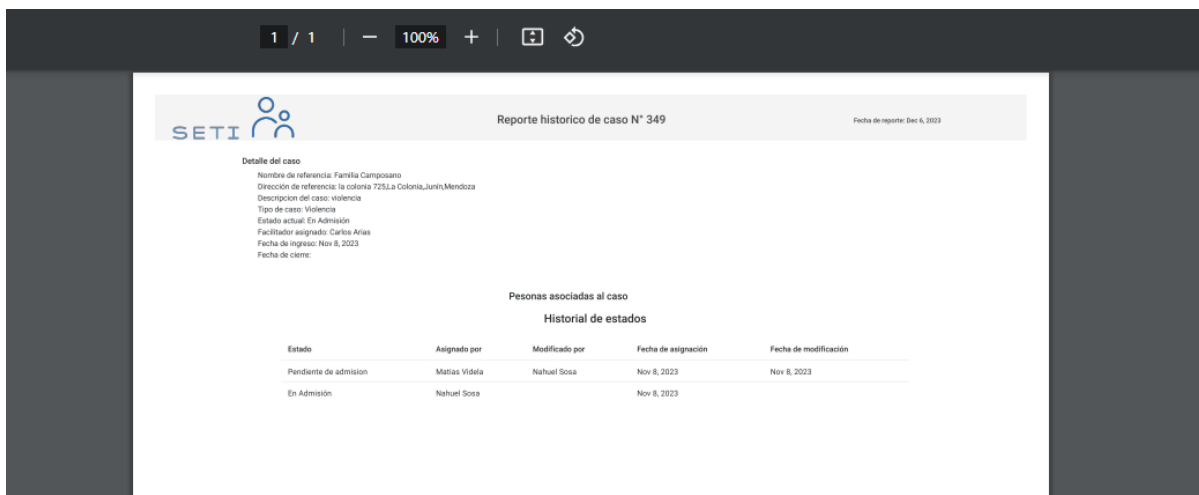 1 / 1 | — 100% + |
SETI
Reporte historico de caso N° 349
Fecha de reporte: Dec 6, 2023
Detalle del caso
Nombre de referencia: Familia Camposano
Dirección de referencia: la colonia 725,La Colonia,Junín,Mendoza
Descripcion del caso: violencia
Tipo de caso: Violencia
Estado actual: En Admisión
Facilitador asignado: Carlos Arias
Fecha de ingreso: Nov 8, 2023
Fecha de cierre:
Pesonas asociadas al caso
Historial de estados
Estado Asignado por Modificado por Fecha de asignación Fecha de modificación
Pendiente de admision Matias Videla Nahuel Sosa Nov 8, 2023 Nov 8, 2023
En Admisión Nahuel Sosa Nov 8, 2023